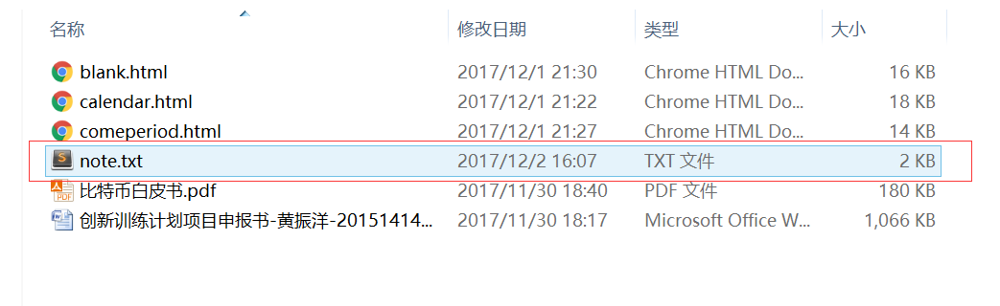 名称 修改日期 类型 大小
blank.html 2017/12/1 21:30 Chrome HTML Do... 16 KB
calendar.html 2017/12/1 21:22 Chrome HTML Do... 18 KB
comeperiod.html 2017/12/1 21:27 Chrome HTML Do... 14 KB
note.txt 2017/12/2 16:07 TXT 文件 2 KB
比特币白皮书.pdf 2017/11/30 18:40 PDF 文件 180 KB
创新训练计划项目申报书-黄振洋-20151414... 2017/11/30 18:17 Microsoft Office W... 1,066 KB